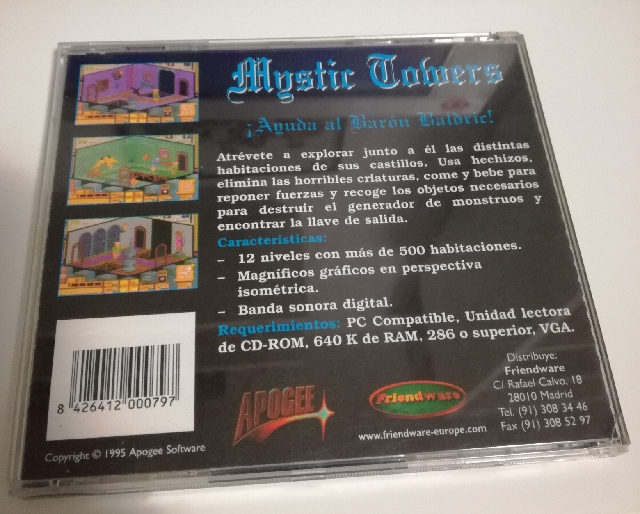 Mystic Towers
¡Ayuda al Barón Baldric!
Atrévete a explorar junto a él las distintas
habitaciones de sus castillos. Usa hechizos,
elimina las horribles criaturas, come y bebe para
reponer fuerzas y recoge los objetos necesarios
para destruir el generador de monstruos y
encontrar la llave de salida.
Características:
- 12 niveles con más de 500 habitaciones.
- Magníficos gráficos en perspectiva
isométrica.
- Banda sonora digital.
Requerimientos: PC Compatible, Unidad lectora
de CD-ROM, 640 K de RAM, 286 o superior, VGA.
8 426412 000797
Copyright © 1995 Apogee Software
APOGEE
Friendware
www.friendware-europe.com
Distribuye:
Friendware
C/ Rafael Calvo, 18
28010 Madrid
Tel. (91) 308 34 46
Fax (91) 308 52 97